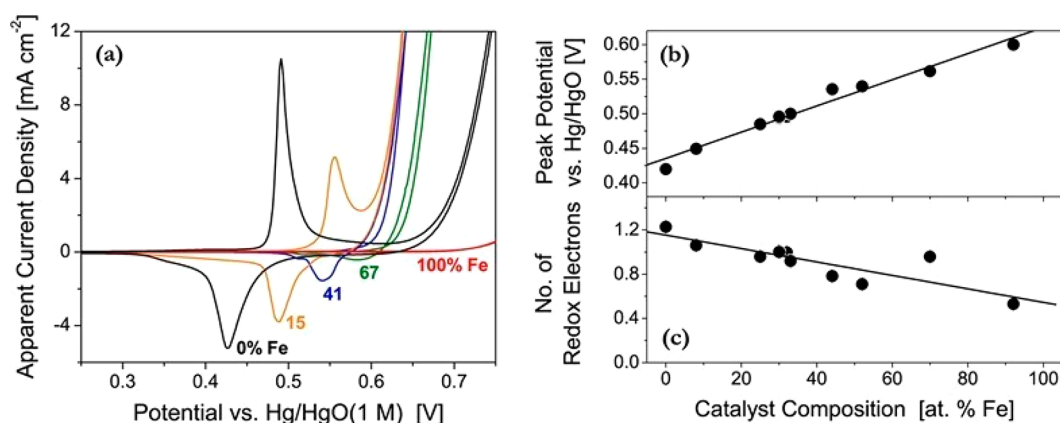 (a)
Apparent Current Density [mA cm-2]
12
8
4
0
-4
100% Fe
67
41
15
0% Fe
0.3 0.4 0.5 0.6 0.7
Potential vs. Hg/HgO(1 M) [V]
(b)
Peak Potential
vs. Hg/HgO [V]
0.60
0.55
0.50
0.45
0.40
(c)
No. of
Redox Electrons
1.2
0.8
0.4
0.0
0 20 40 60 80 100
Catalyst Composition [at. % Fe]